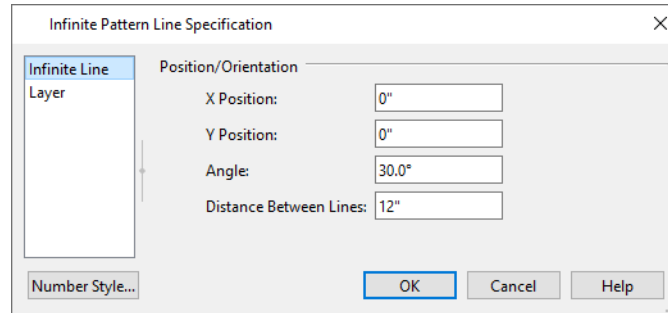 Infinite Pattern Line Specification
Infinite Line
Layer
Position/Orientation
X Position: 0"
Y Position: 0"
Angle: 30.0°
Distance Between Lines: 12"
Number Style... OK Cancel Help